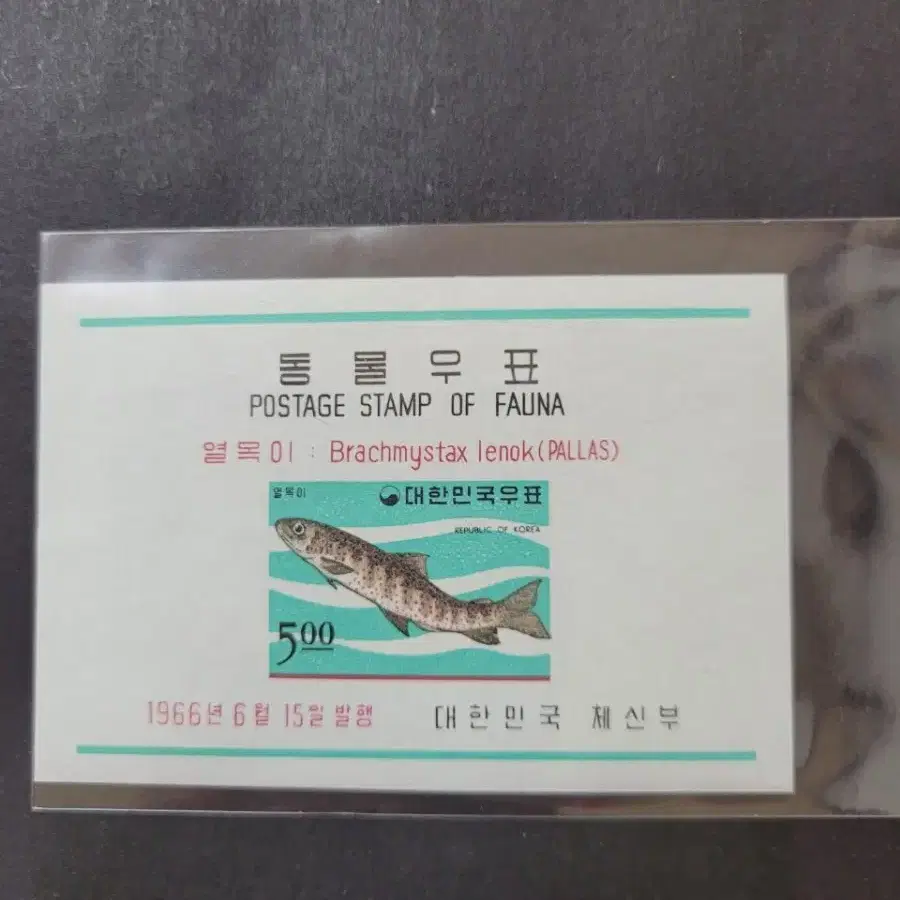 동물우표
POSTAGE STAMP OF FAUNA
열목이 : Brachmystax lenok (PALLAS)
열목이 대한민국우표
REPUBLIC OF KOREA
5.00
1966년 6월 15일 발행 대한민국 체신부